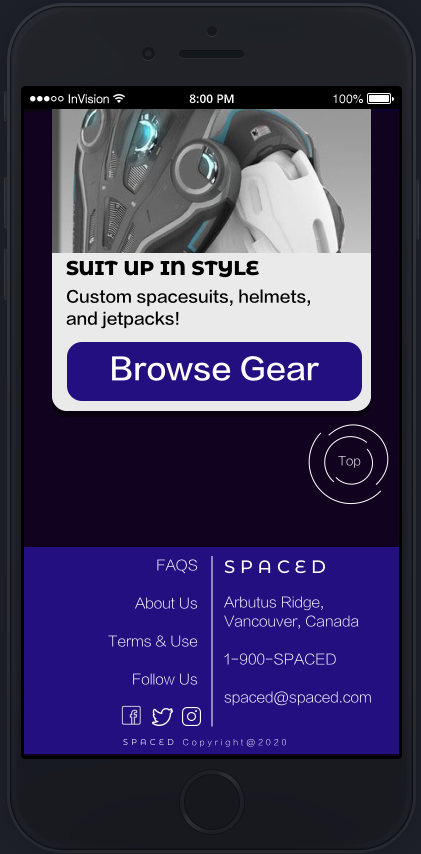 InVision
8:00 PM
100%
SUIT UP IN STYLE
Custom spacesuits, helmets,
and jetpacks!
Browse Gear
Top
FAQS
About Us
Terms & Use
Follow Us
SPACED
Arbutus Ridge,
Vancouver, Canada
1-900-SPACED
spaced@spaced.com
SPACED Copyright@2020